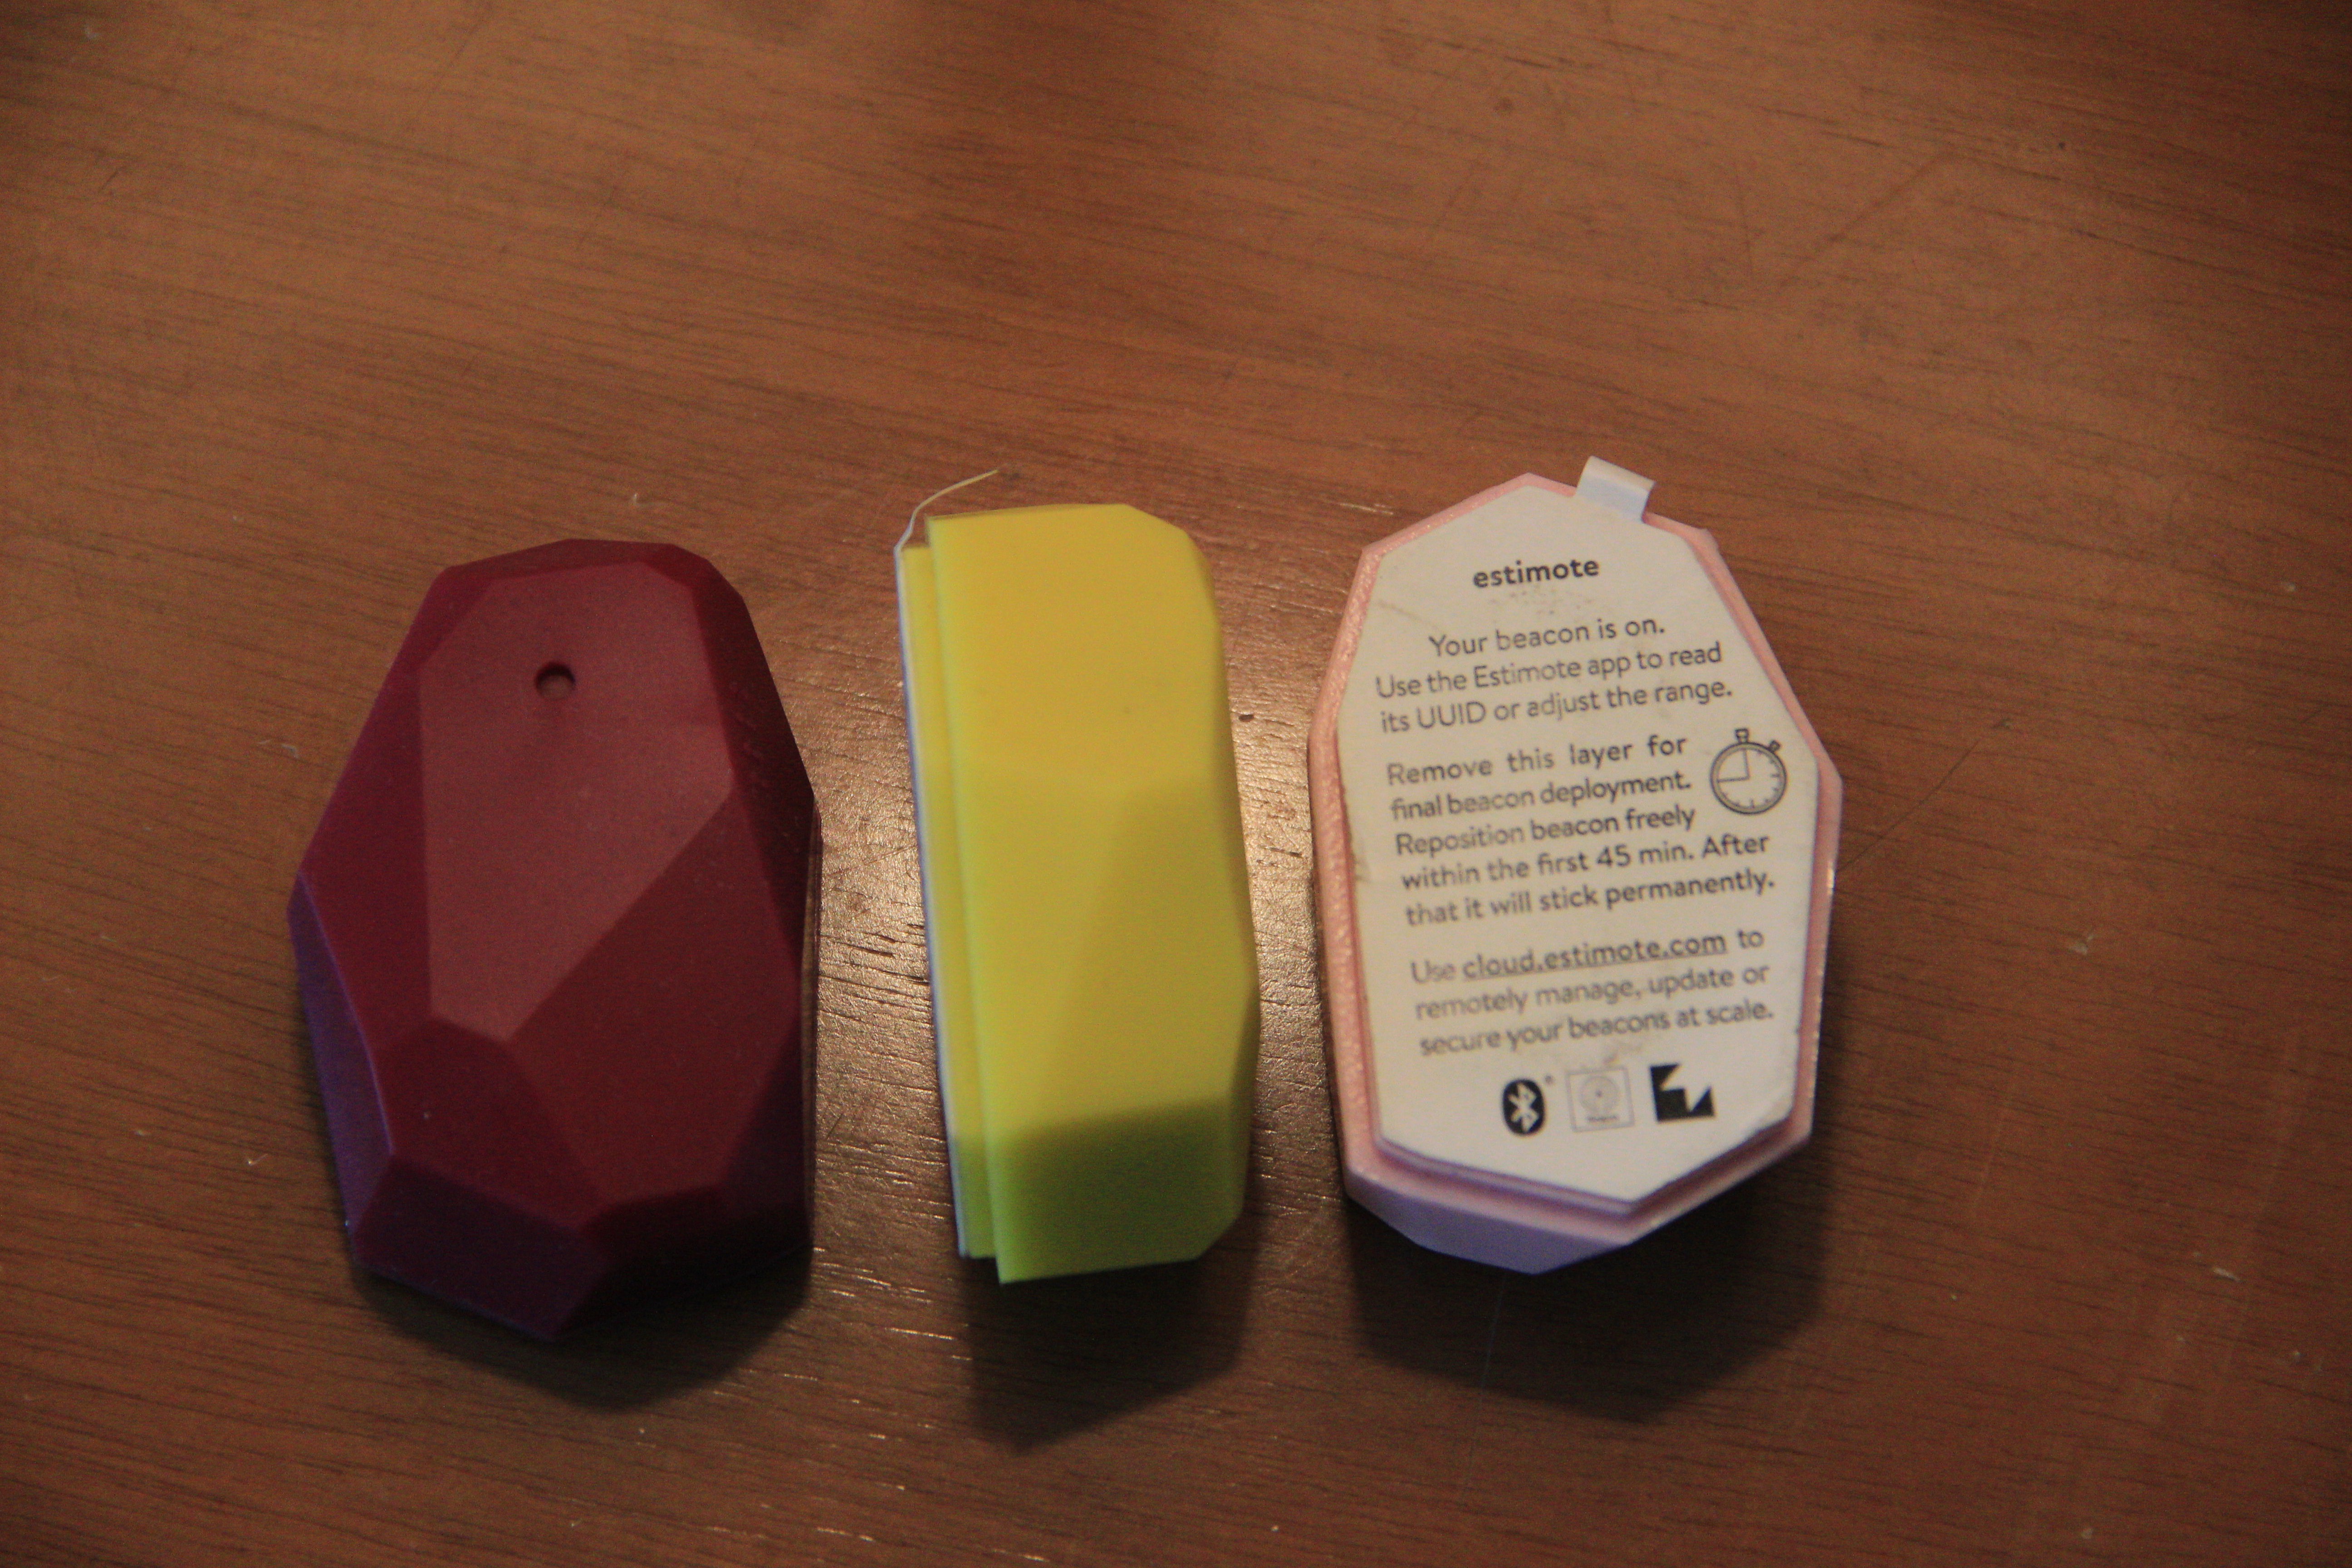 estimote
Your beacon is on.
Use the Estimote app to read
its UUID or adjust the range.
Remove this layer for
final beacon deployment.
Reposition beacon freely
within the first 45 min. After
that it will stick permanently.
Use cloud.estimote.com to
remotely manage, update or
secure your beacons at scale.